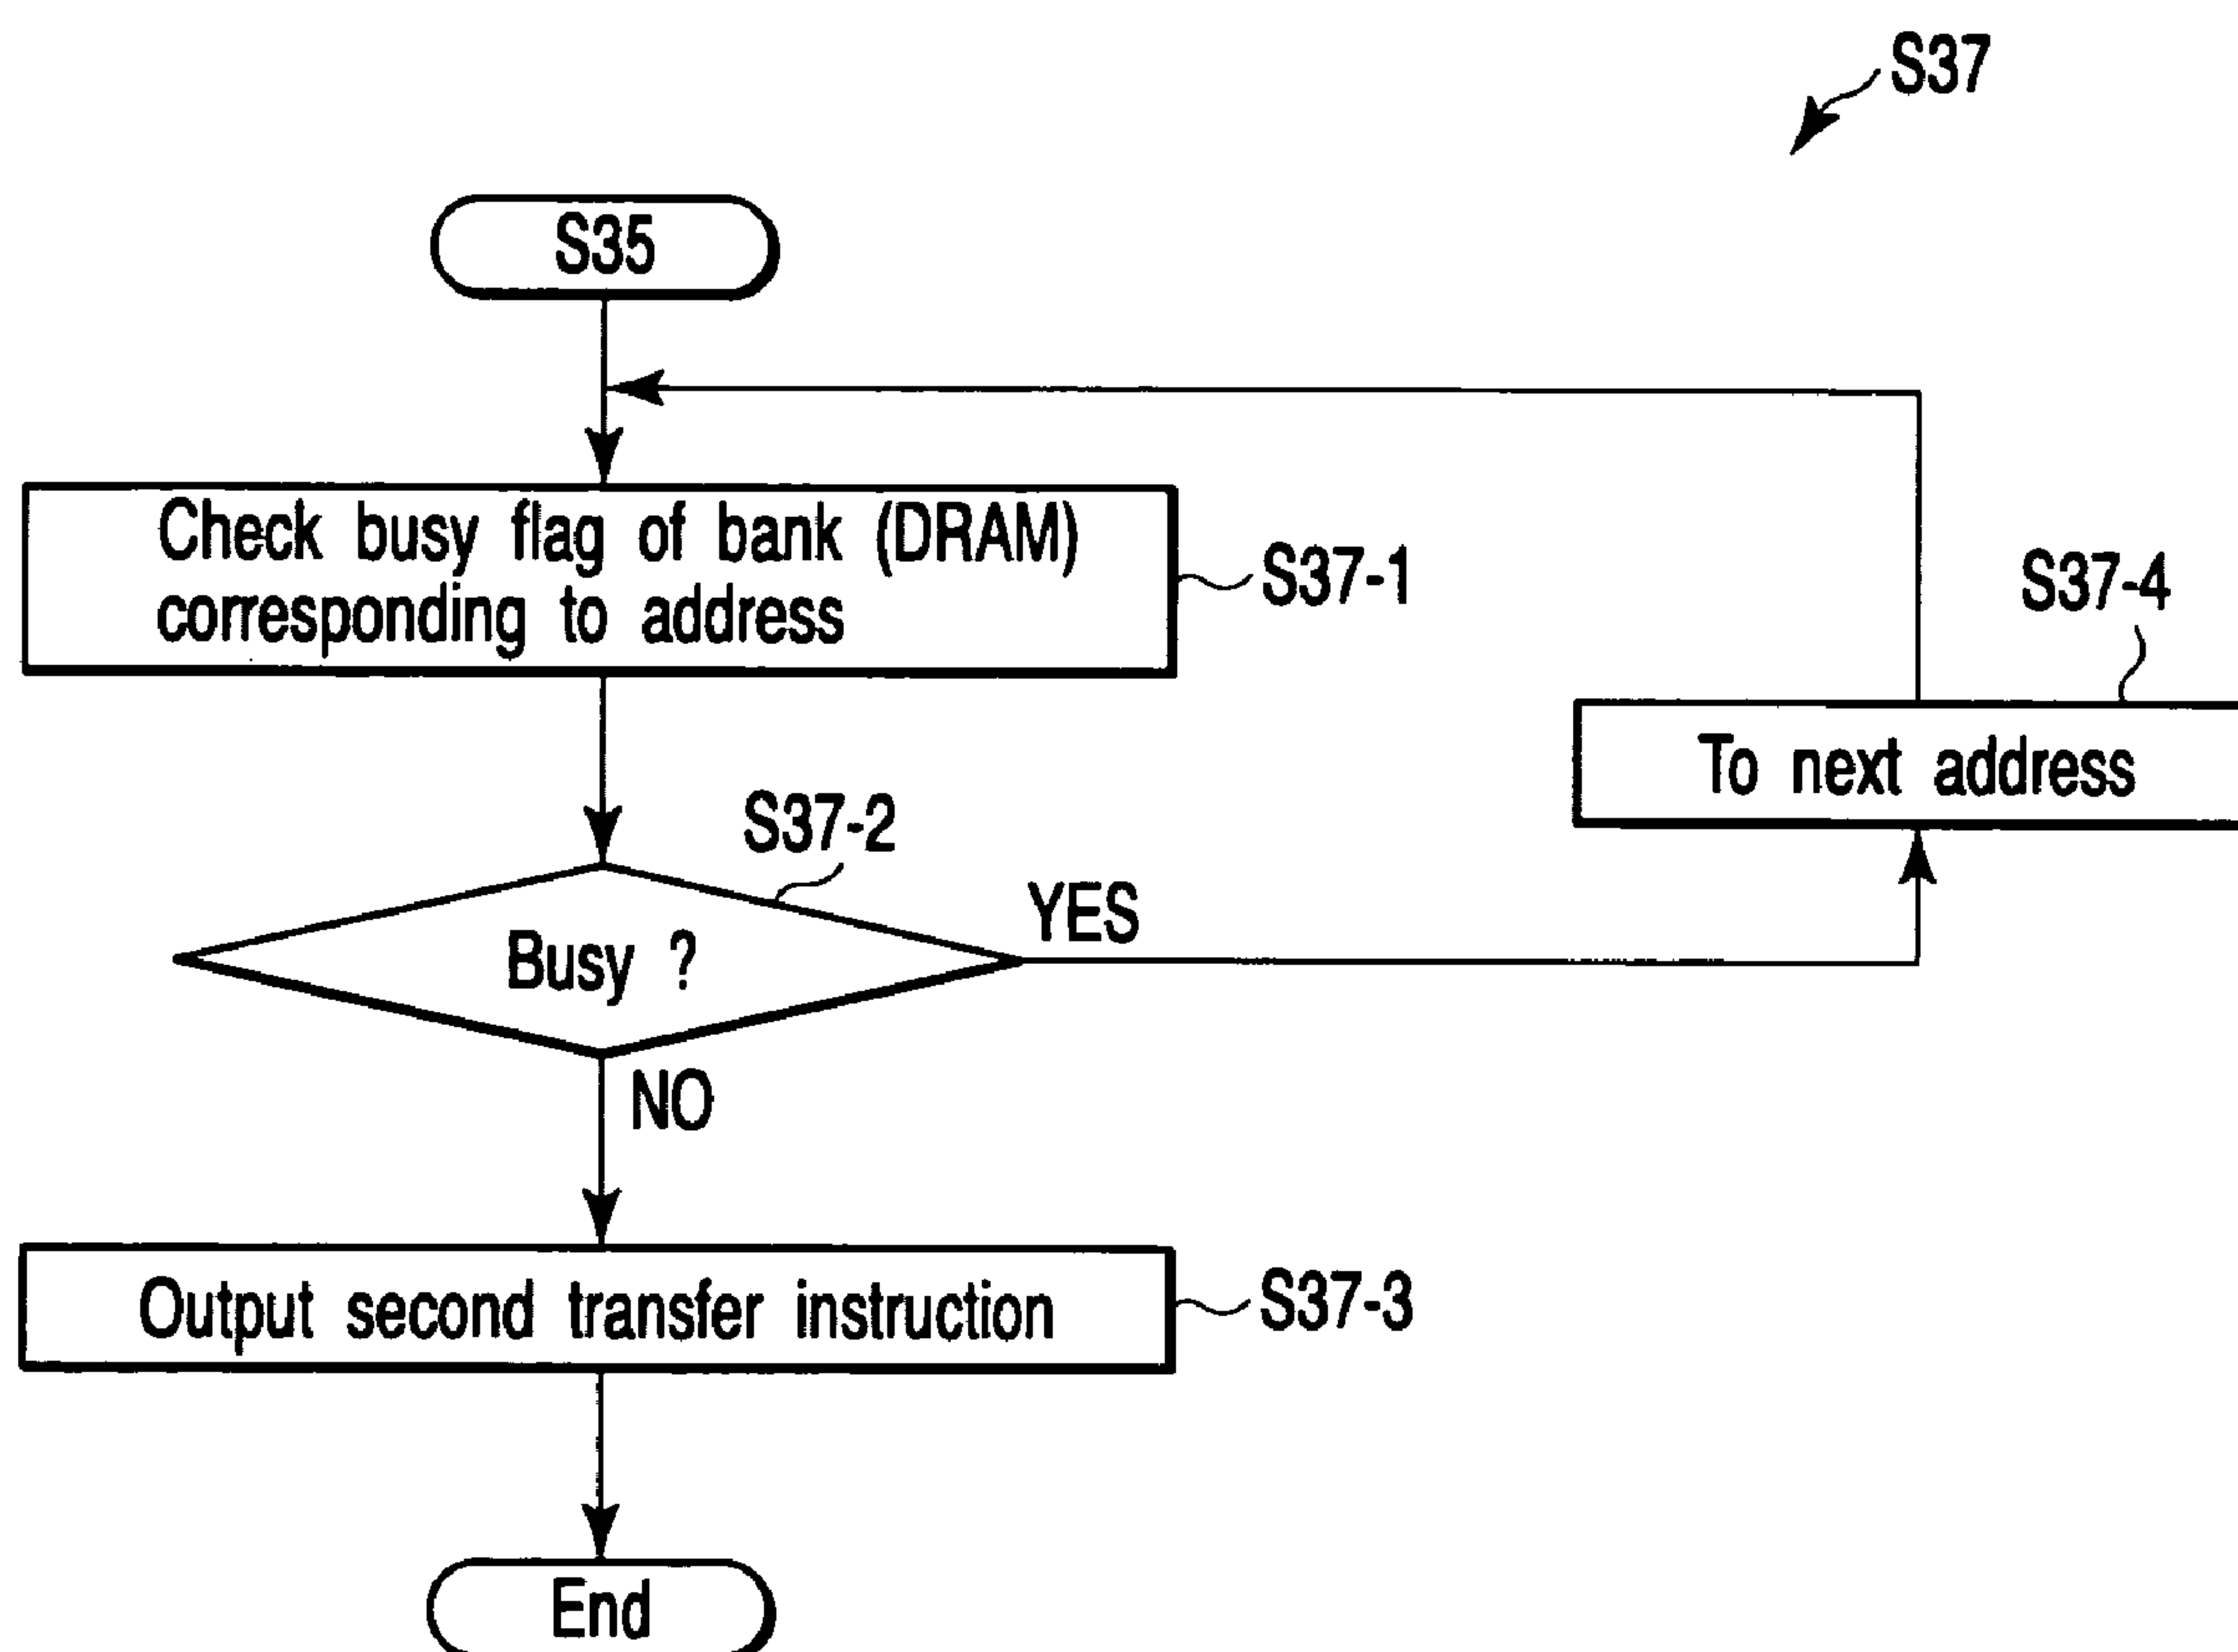 S37
S35
Check busy flag of bank (DRAM)
corresponding to address
S37-1
S37-4
To next address
S37-2
Busy ?
YES
NO
Output second transfer instruction
S37-3
End